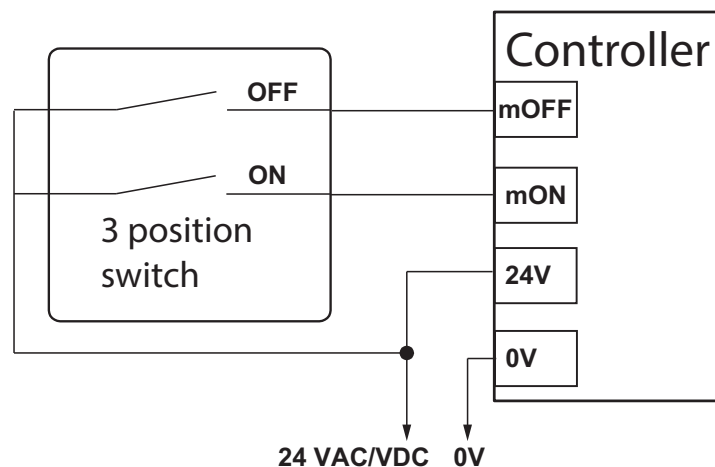 Controller
OFF
mOFF
ON
mON
3 position
switch
24V
0V
24 VAC/VDC 0V